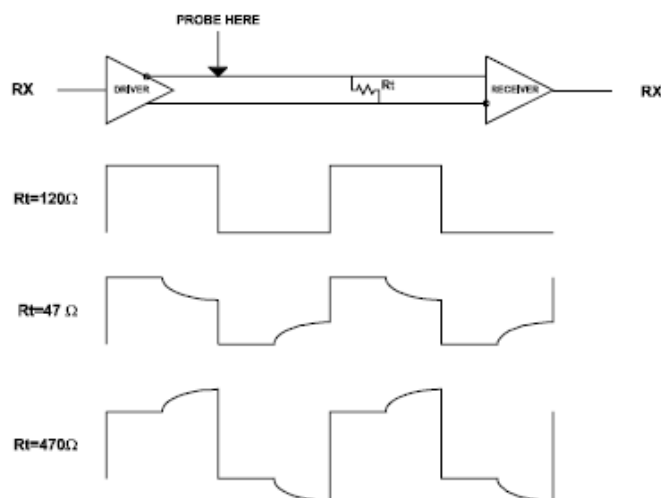 PROBE HERE
RX
DRIVER
Rt
RECEIVER
RX
Rt=120Ω
Rt=47 Ω
Rt=470Ω